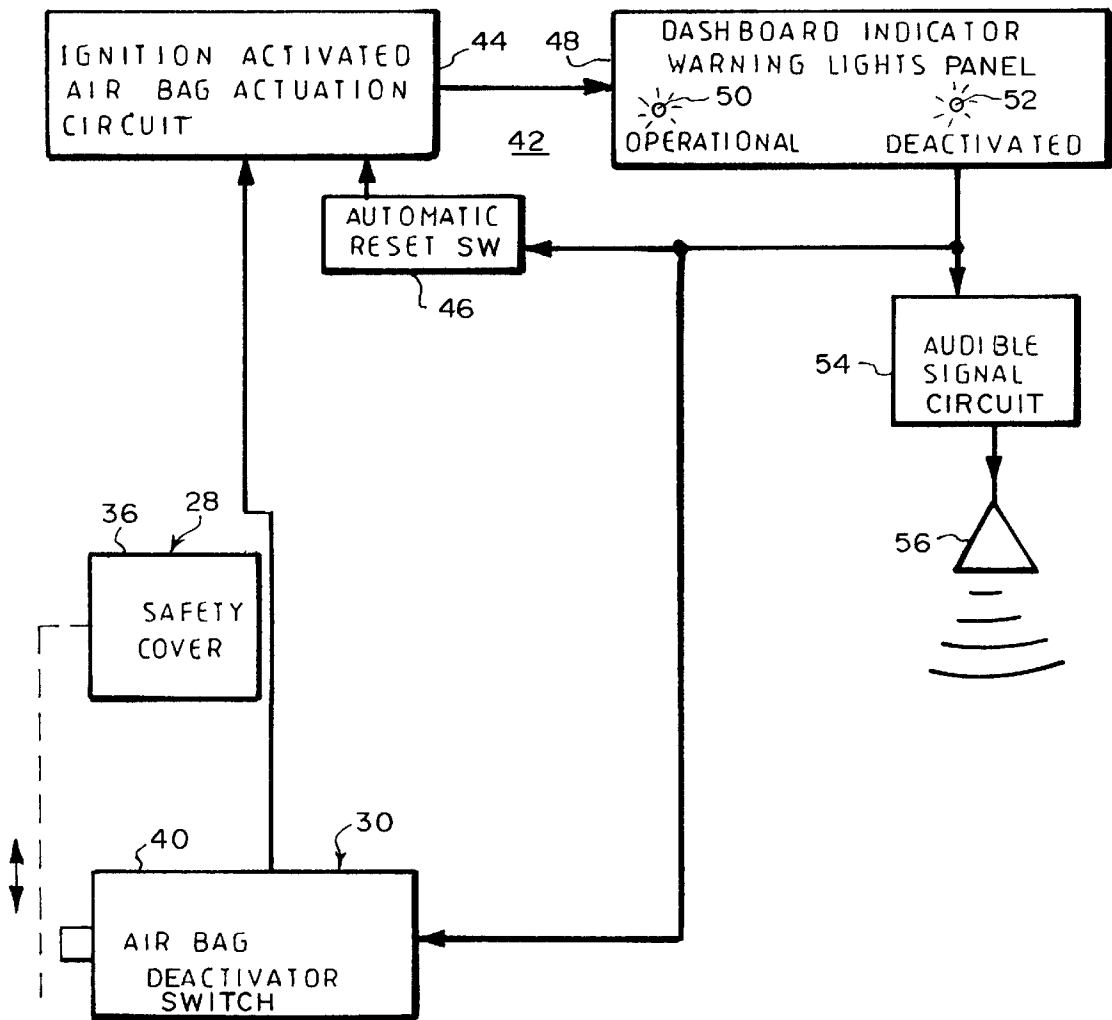 IGNITION ACTIVATED
AIR BAG ACTUATION
CIRCUIT
44
48
DASHBOARD INDICATOR
WARNING LIGHTS PANEL
50
52
OPERATIONAL
DEACTIVATED
42
AUTOMATIC
RESET SW
46
54
AUDIBLE
SIGNAL
CIRCUIT
56
36
28
SAFETY
COVER
40
30
AIR BAG
DEACTIVATOR
SWITCH